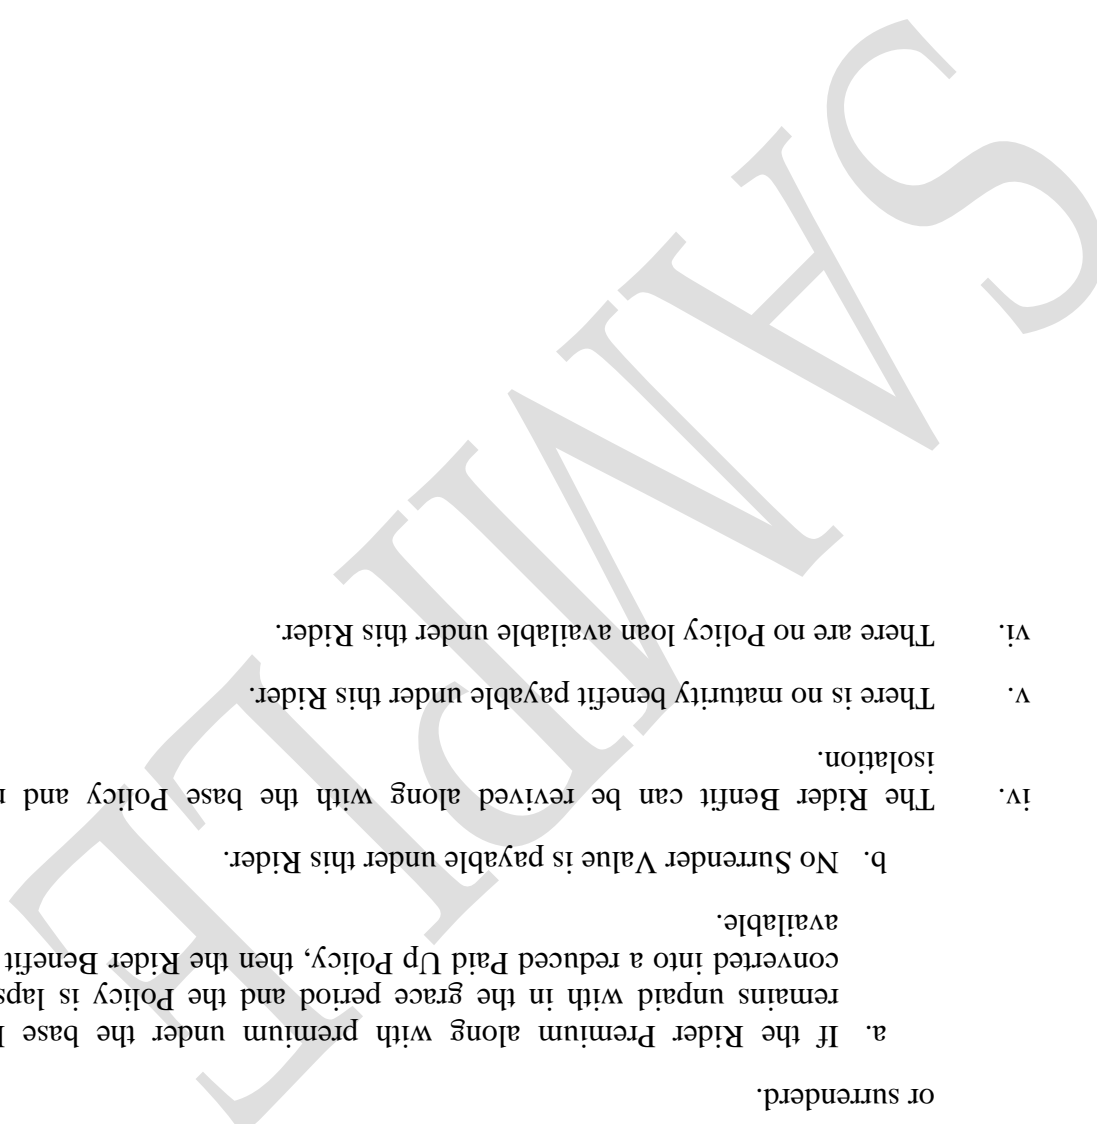 or surrenderd.
a. If the Rider Premium along with premium under the base
remains unpaid with in the grace period and the Policy is
converted into a reduced Paid Up Policy, then the Rider Benefit
available.
b. No Surrender Value is payable under this Rider.
iv. The Rider Benfit can be revived along with the base Policy and
isolation.
v. There is no maturity benefit payable under this Rider.
vi. There are no Policy loan available under this Rider.
SAMPLE